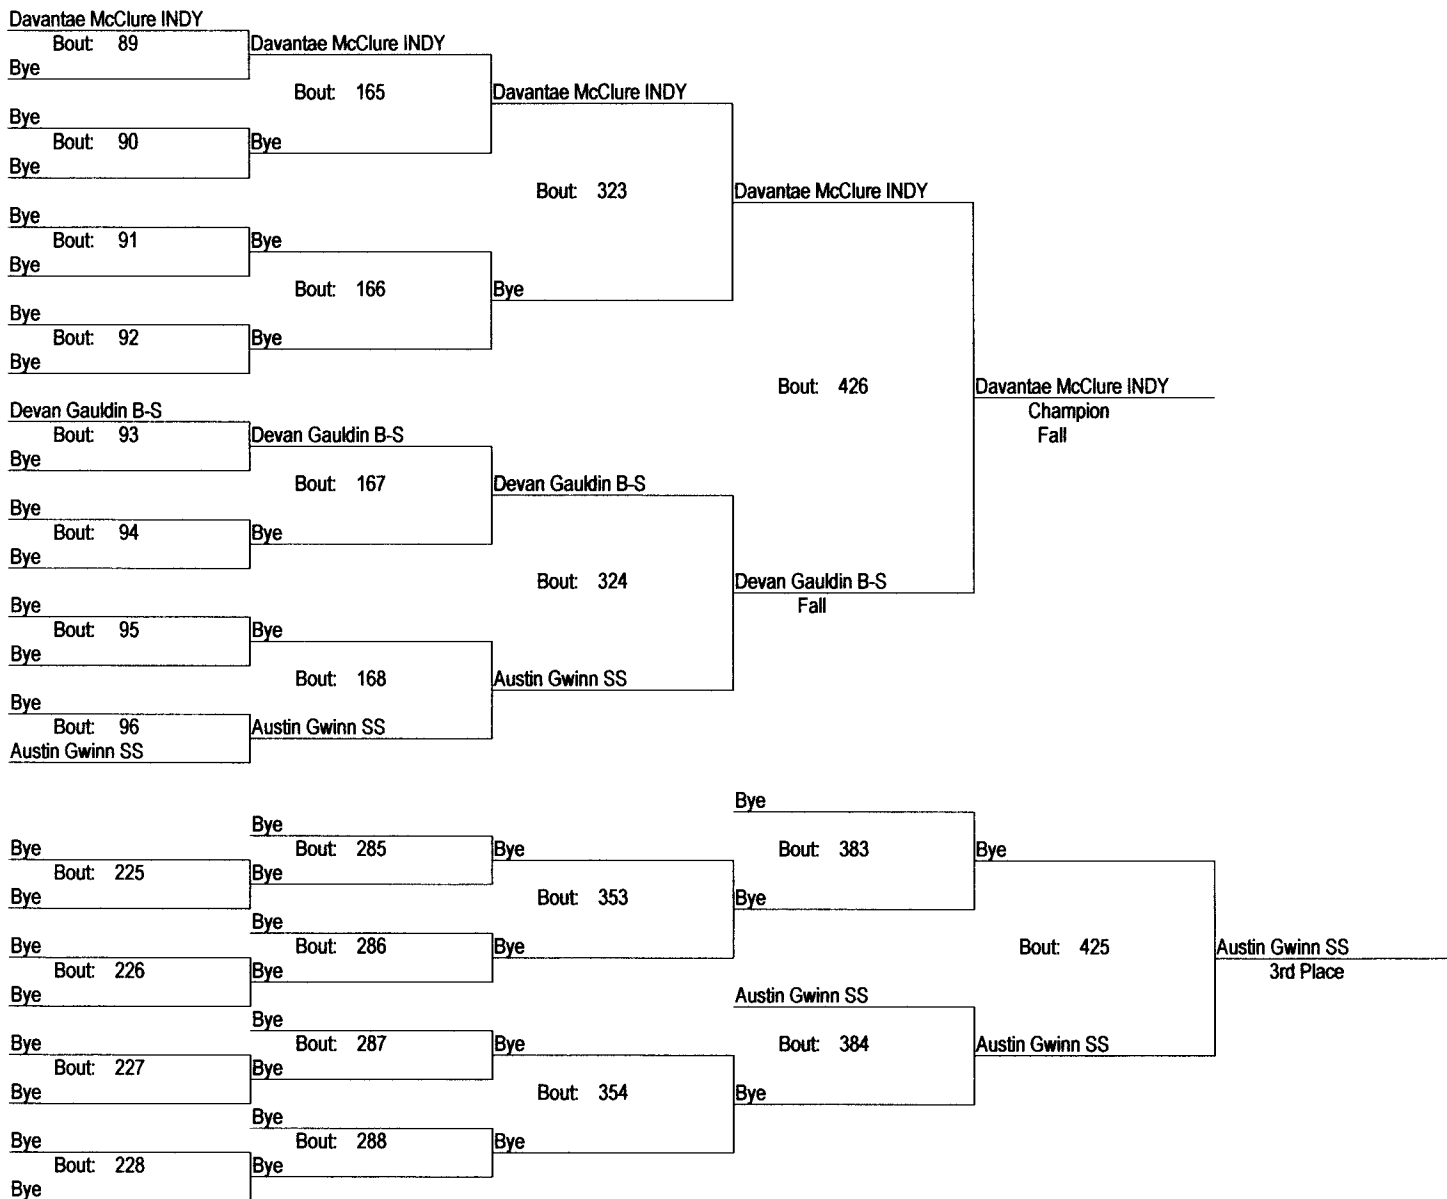 Davantae McClure INDY
Bout: 89
Davantae McClure INDY
Bye
Bout: 165
Davantae McClure INDY
Bye
Bout: 90
Bye
Bye
Bout: 323
Davantae McClure INDY
Bye
Bout: 91
Bye
Bye
Bout: 166
Bye
Bye
Bout: 92
Bye
Bye
Bout: 426
Davantae McClure INDY
Champion
Fall
Devan Gauldin B-S
Bout: 93
Devan Gauldin B-S
Bye
Bout: 167
Devan Gauldin B-S
Bye
Bout: 94
Bye
Bye
Bout: 324
Devan Gauldin B-S
Fall
Bye
Bout: 95
Bye
Bye
Bout: 168
Austin Gwinn SS
Bye
Bout: 96
Austin Gwinn SS
Austin Gwinn SS
Bye
Bye
Bye
Bout: 285
Bye
Bout: 383
Bye
Bout: 225
Bye
Bye
Bout: 353
Bye
Bye
Bye
Bout: 286
Bye
Bout: 425
Austin Gwinn SS
3rd Place
Bout: 226
Bye
Bye
Austin Gwinn SS
Bye
Bye
Bout: 287
Bye
Bout: 384
Austin Gwinn SS
Bout: 227
Bye
Bye
Bout: 354
Bye
Bye
Bye
Bout: 288
Bye
Bout: 228
Bye
Bye